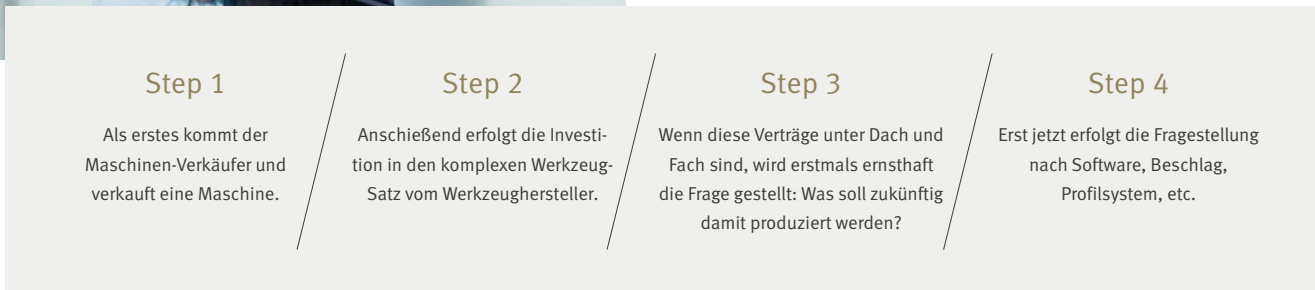 Step 1
Als erstes kommt der
Maschinen-Verkäufer und
verkauft eine Maschine.
Step 2
Anschießend erfolgt die Investi-
tion in den komplexen Werkzeug-
Satz vom Werkzeughersteller.
Step 3
Wenn diese Verträge unter Dach und
Fach sind, wird erstmals ernsthaft
die Frage gestellt: Was soll zukünftig
damit produziert werden?
Step 4
Erst jetzt erfolgt die Fragestellung
nach Software, Beschlag,
Profilsystem, etc.